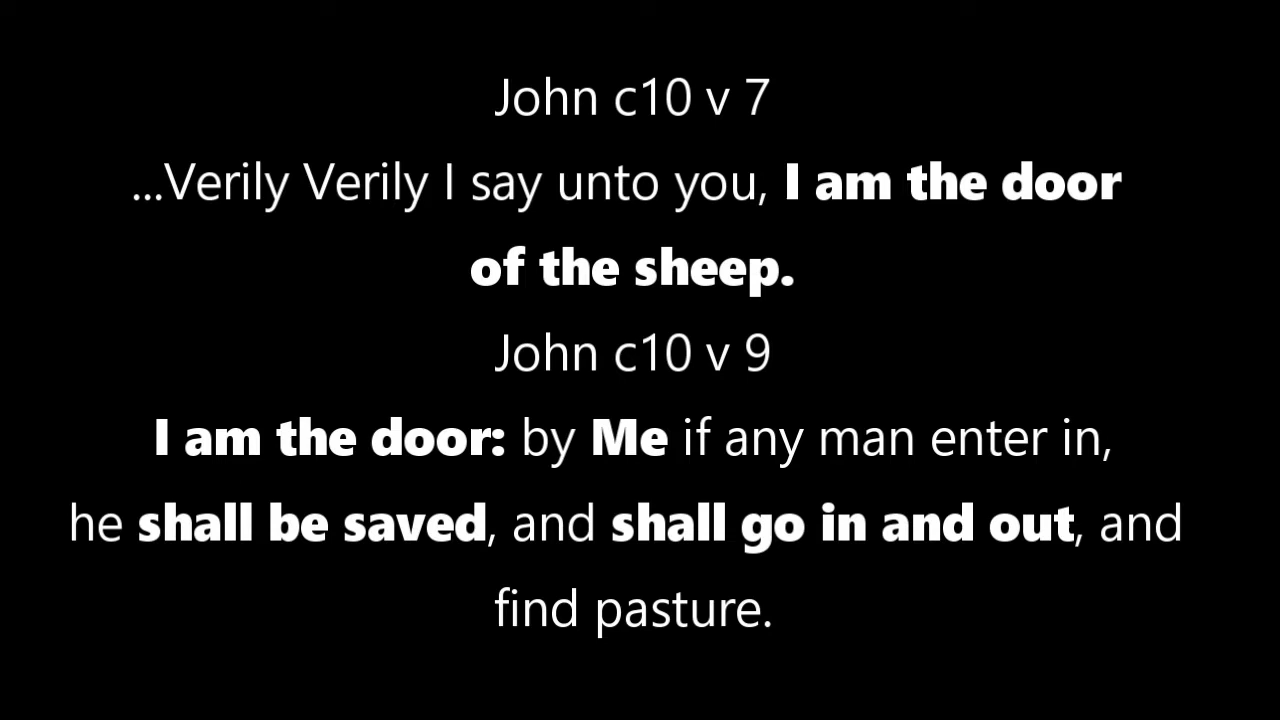 John c10 v 7
...Verily Verily I say unto you, I am the door
of the sheep.
John c10 v 9
I am the door: by Me if any man enter in,
he shall be saved, and shall go in and out, and
find pasture.